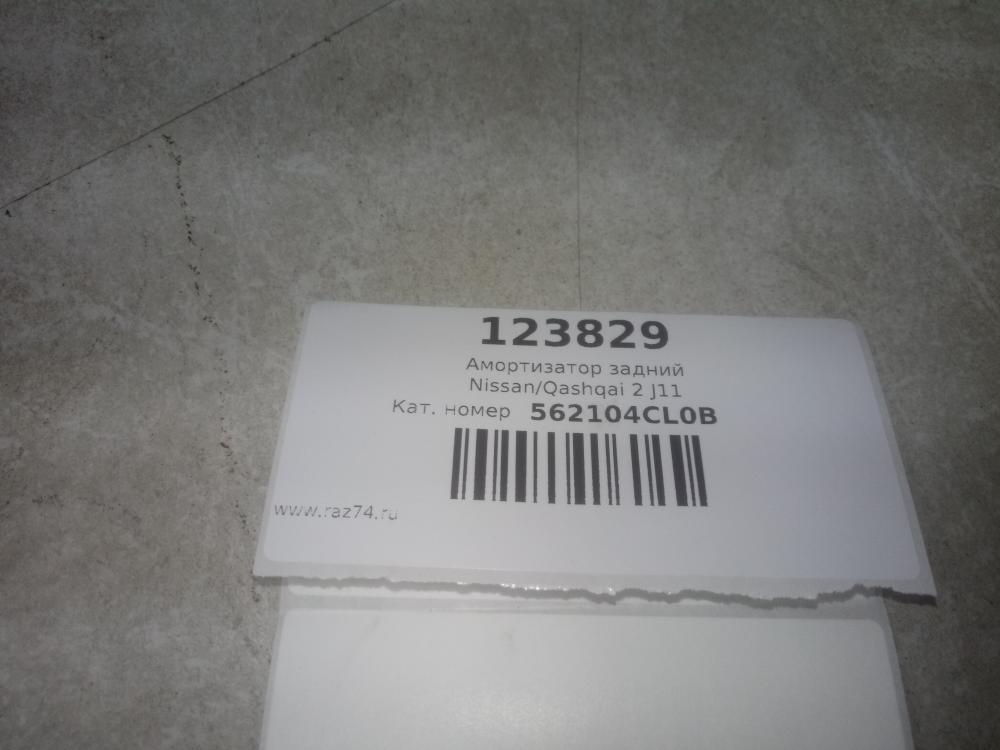 123829
Амортизатор задний
Nissan/Qashqai 2 J11
Кат. номер 562104CL0B
www.raz74.ru